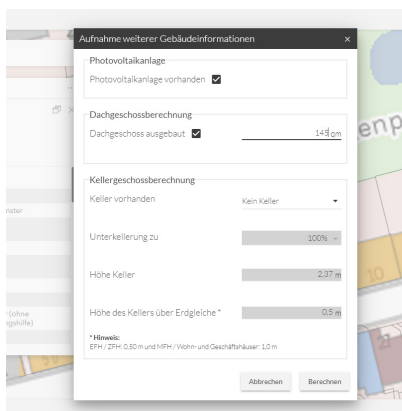 Aufnahme weiterer Gebäudeinformationen ×
Photovoltaikanlage
Photovoltaikanlage vorhanden
Dachgeschossberechnung
Dachgeschoss ausgebaut 145 qm
Kellergeschossberechnung
Keller vorhanden Kein Keller
Unterkellerung zu 100%
Höhe Keller 2,37 m
Höhe des Kellers über Erdgleiche * 0,5 m
* Hinweis:
EFH / ZFH: 0,50 m und MFH / Wohn- und Geschäftshäuser: 1,0 m
Abbrechen Berechnen
nster
(ohne
ngshilfe)
enp
10
21